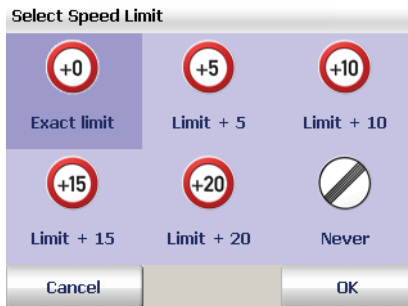 Select Speed Limit
+0 +5 +10
Exact limit Limit + 5 Limit + 10
+15 +20
Limit + 15 Limit + 20 Never
Cancel OK